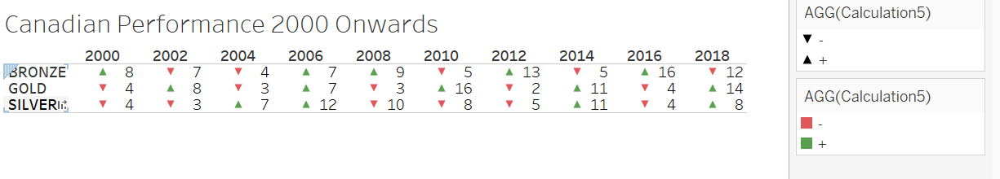 Canadian Performance 2000 Onwards
2000 2002 2004 2006 2008 2010 2012 2014 2016 2018
BRONZE ▲ 8 ▼ 7 ▼ 4 ▲ 7 ▲ 9 ▼ 5 ▲ 13 ▼ 5 ▲ 16 ▼ 12
GOLD ▼ 4 ▲ 8 ▼ 3 ▲ 7 ▼ 3 ▲ 16 ▼ 2 ▲ 11 ▼ 4 ▲ 14
SILVER ▼ 4 ▼ 3 ▲ 7 ▲ 12 ▼ 10 ▼ 8 ▼ 5 ▲ 11 ▼ 4 ▲ 8
AGG(Calculation5)
▼ -
▲ +
AGG(Calculation5)
-
+